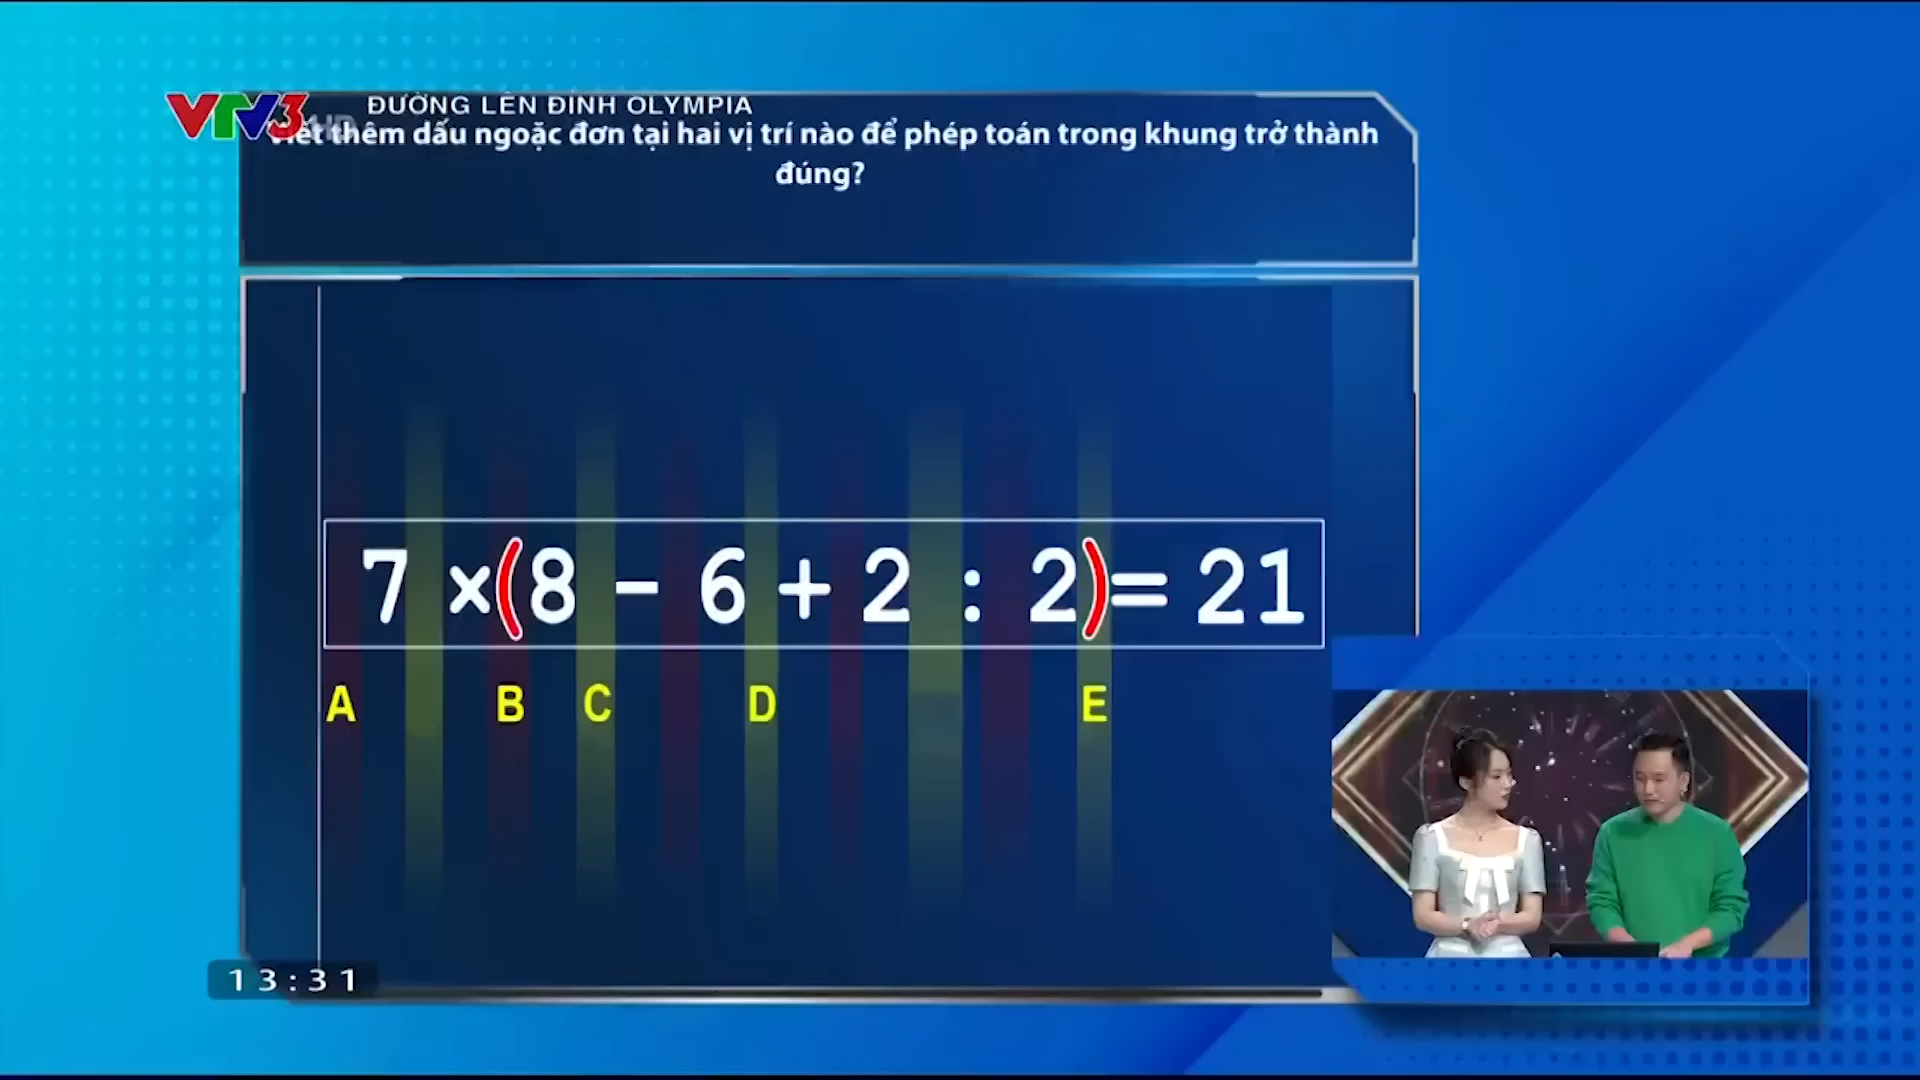 VTV3 HD
ĐƯỜNG LÊN ĐỈNH OLYMPIA
Viết thêm dấu ngoặc đơn tại hai vị trí nào để phép toán trong khung trở thành
đúng?
7 ×(8 - 6 + 2 : 2)= 21
A B C D E
13:31